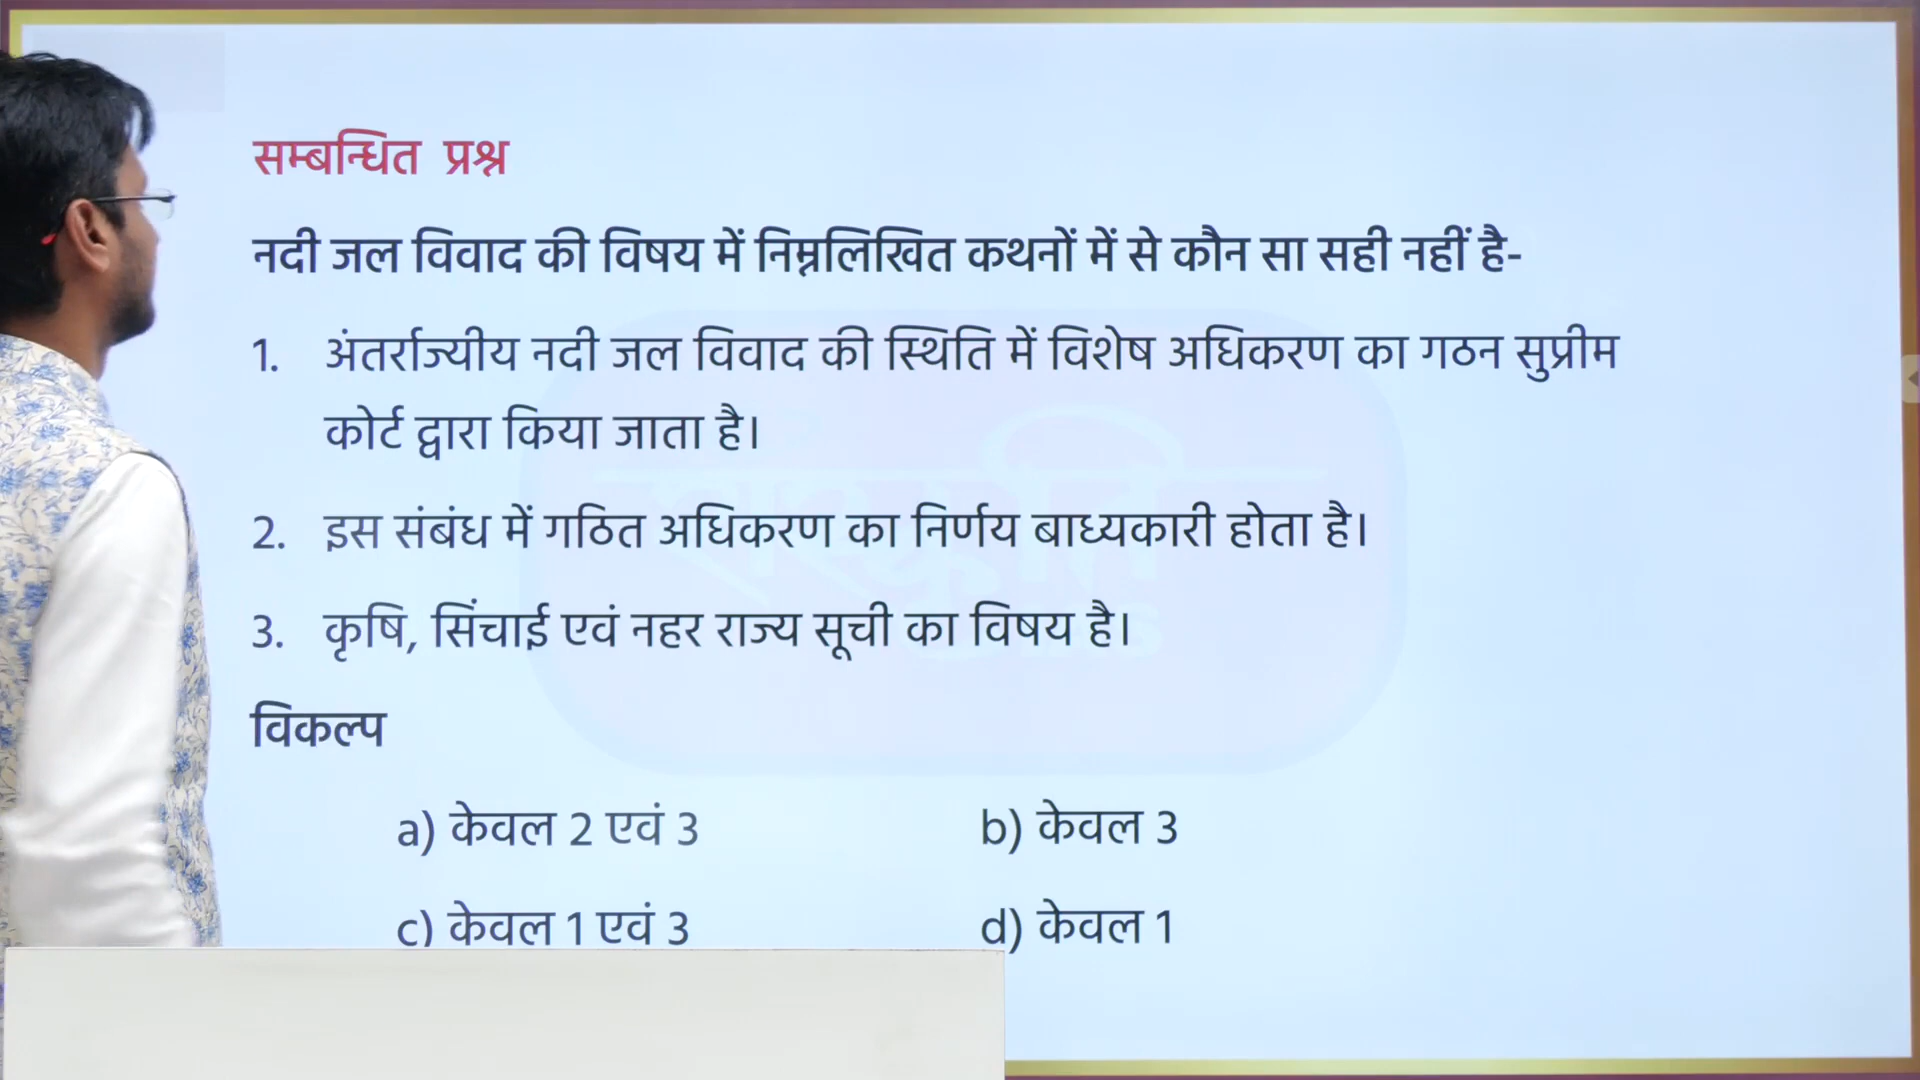 सम्बन्धित प्रश्न
नदी जल विवाद की विषय में निम्नलिखित कथनों में से कौन सा सही नहीं है-
1. अंतर्राज्यीय नदी जल विवाद की स्थिति में विशेष अधिकरण का गठन सुप्रीम
कोर्ट द्वारा किया जाता है।
2. इस संबंध में गठित अधिकरण का निर्णय बाध्यकारी होता है।
3. कृषि, सिंचाई एवं नहर राज्य सूची का विषय है।
विकल्प
a) केवल 2 एवं 3 b) केवल 3
c) केवल 1 एवं 3 d) केवल 1